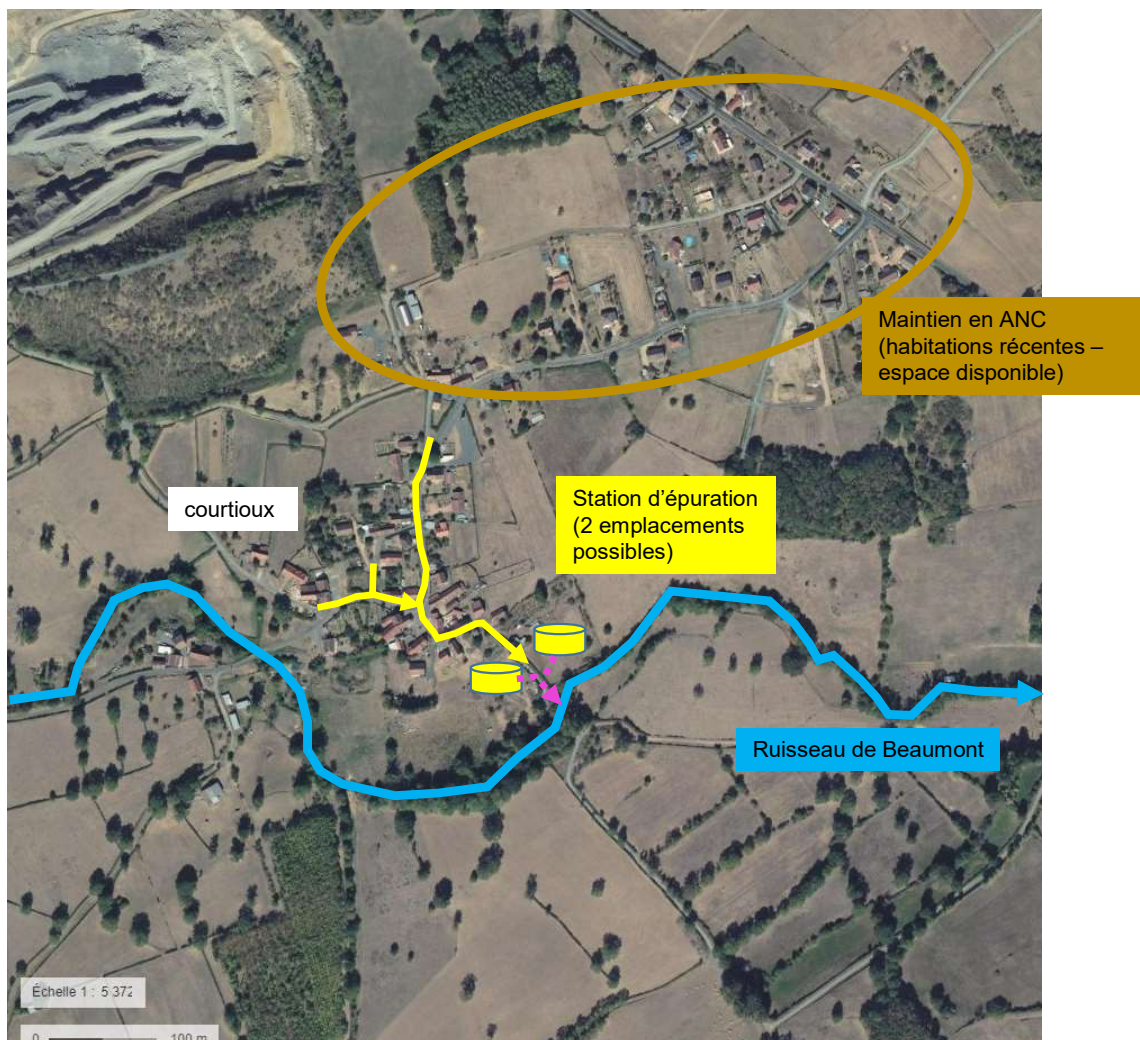 Maintien en ANC
(habitations récentes –
espace disponible)
courtioux
Station d'épuration
(2 emplacements
possibles)
Ruisseau de Beaumont
Échelle 1 : 5 372
0 100 m